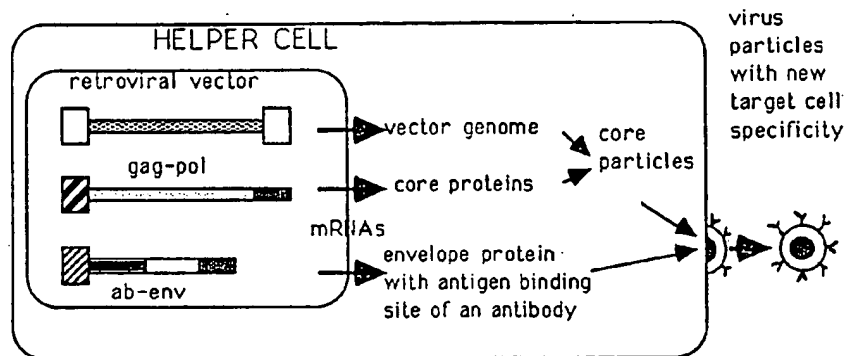 HELPER CELL
retroviral vector
vector genome
gag-pol
core proteins
core
particles
mRNAs
ab-env
envelope protein
with antigen binding
site of an antibody
virus
particles
with new
target cell
specificity